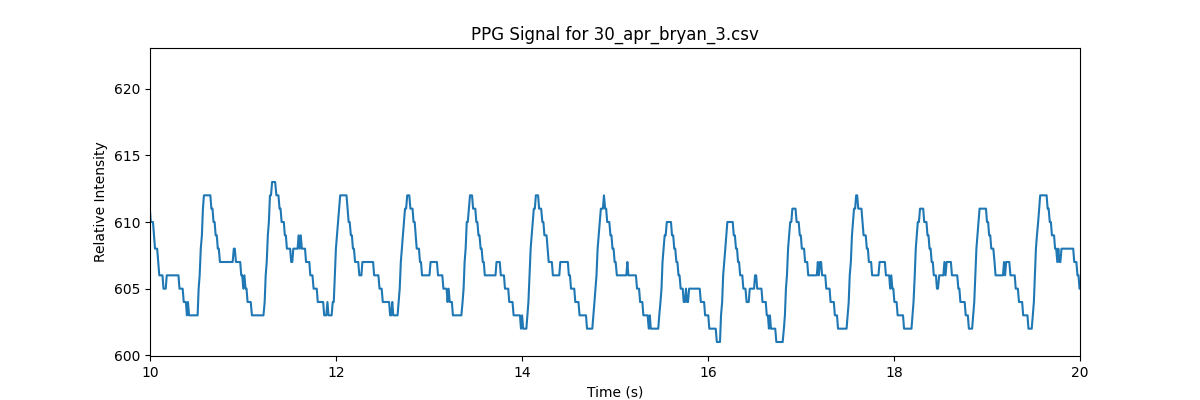 PPG Signal for 30_apr_bryan_3.csv
620
615
610
605
600
Relative Intensity
10 12 14 16 18 20
Time (s)